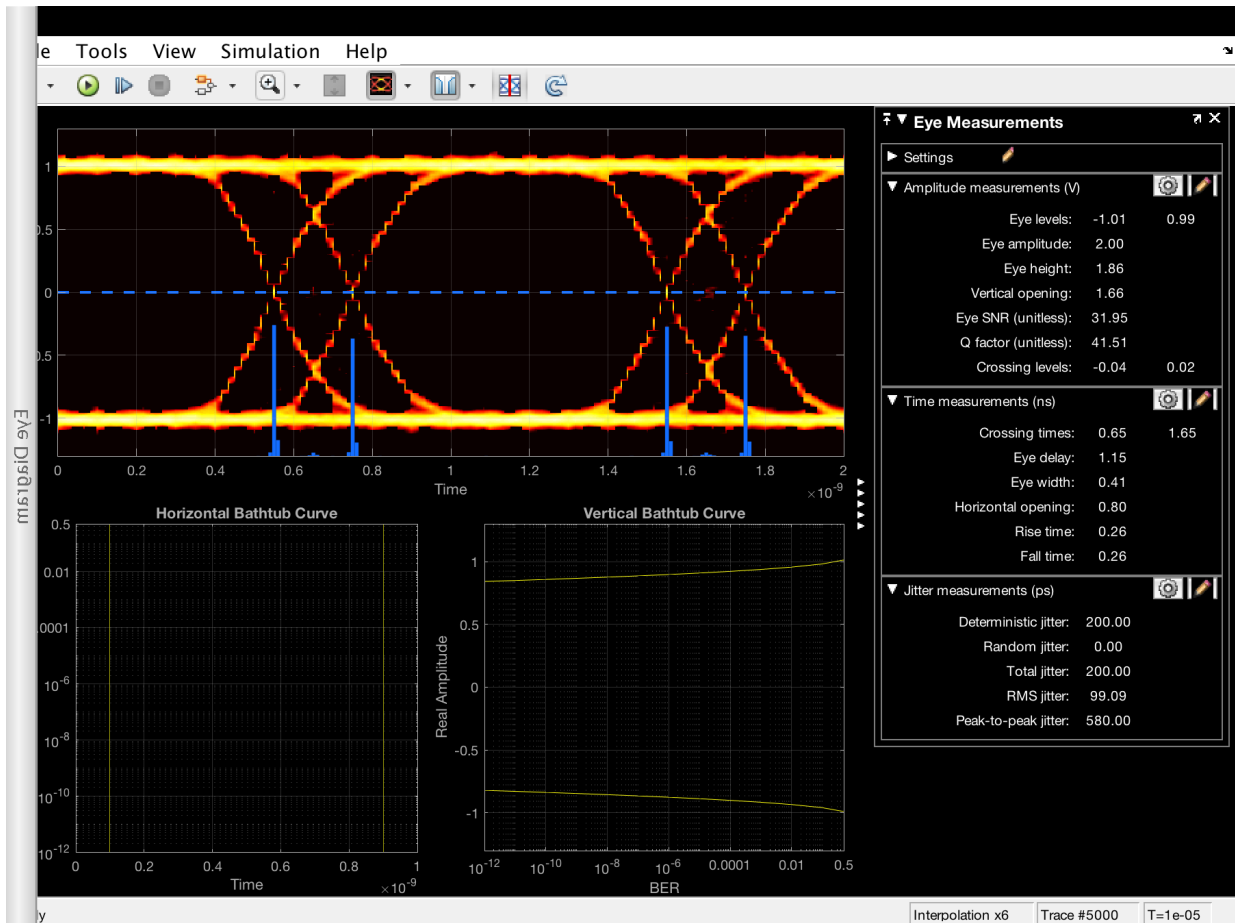 le Tools View Simulation Help
Eye Diagram
1
0.5
0
-0.5
-1
0 0.2 0.4 0.6 0.8 1 1.2 1.4 1.6 1.8 2
Time
×10^-9
Horizontal Bathtub Curve
0.5
0.01
.0001
10^-6
10^-8
10^-10
10^-12
0 0.2 0.4 0.6 0.8 1
Time
×10^-9
Vertical Bathtub Curve
Real Amplitude
1
0.5
0
-0.5
-1
10^-12 10^-10 10^-8 10^-6 0.0001 0.01 0.5
BER
Eye Measurements
Settings
Amplitude measurements (V)
Eye levels: -1.01 0.99
Eye amplitude: 2.00
Eye height: 1.86
Vertical opening: 1.66
Eye SNR (unitless): 31.95
Q factor (unitless): 41.51
Crossing levels: -0.04 0.02
Time measurements (ns)
Crossing times: 0.65 1.65
Eye delay: 1.15
Eye width: 0.41
Horizontal opening: 0.80
Rise time: 0.26
Fall time: 0.26
Jitter measurements (ps)
Deterministic jitter: 200.00
Random jitter: 0.00
Total jitter: 200.00
RMS jitter: 99.09
Peak-to-peak jitter: 580.00
y
Interpolation x6 Trace #5000 T=1e-05